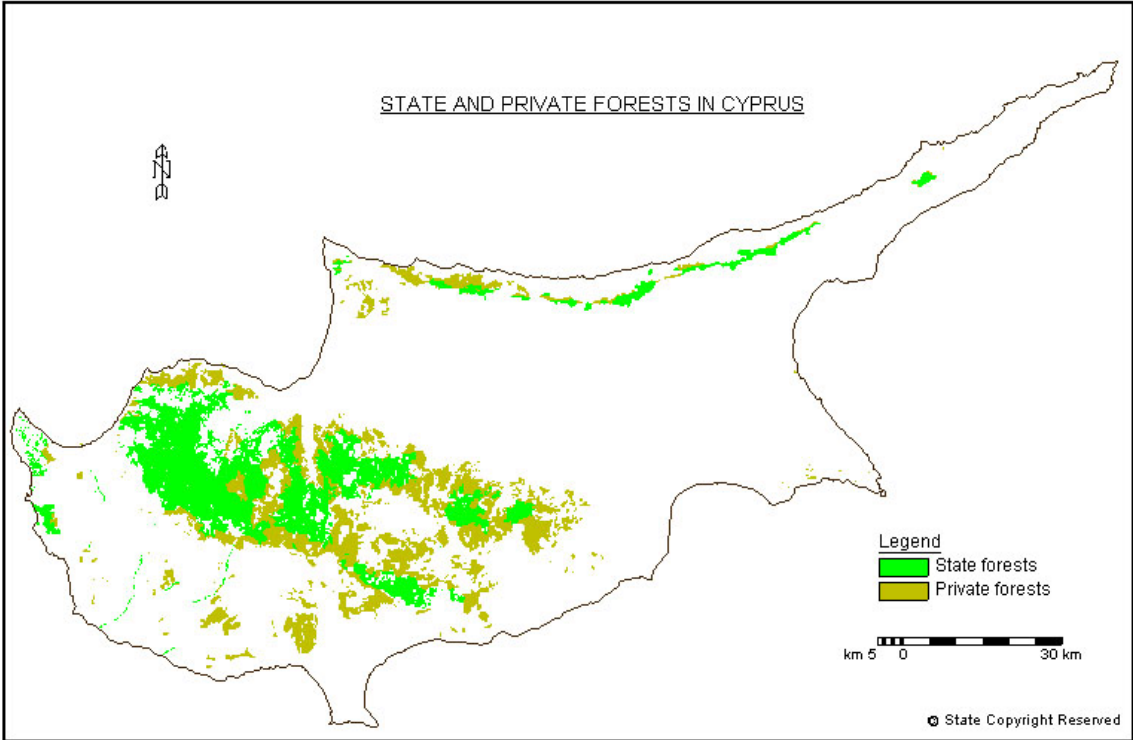 STATE AND PRIVATE FORESTS IN CYPRUS
N
Legend
State forests
Private forests
km 5 0 30 km
© State Copyright Reserved